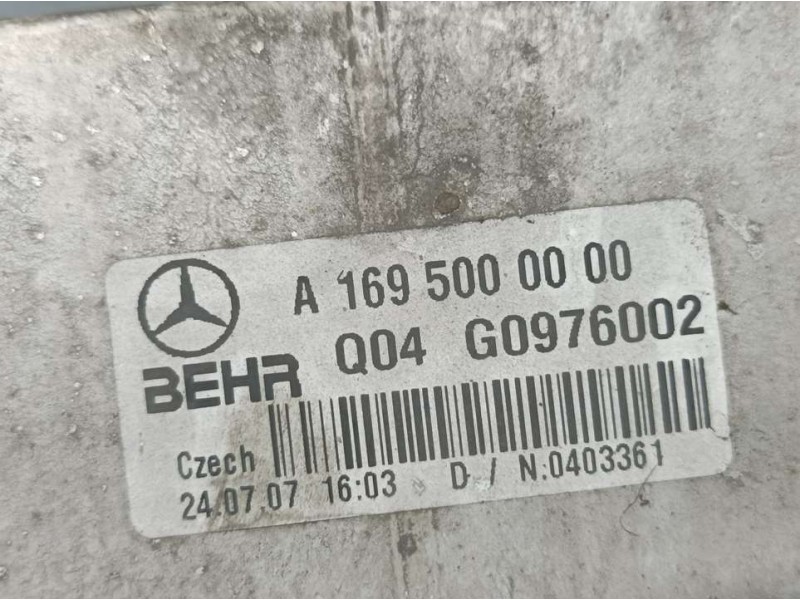 A 169 500 00 00
BEHR Q04 G0976002
Czech
24.07.07 16:03 D / N:0403361